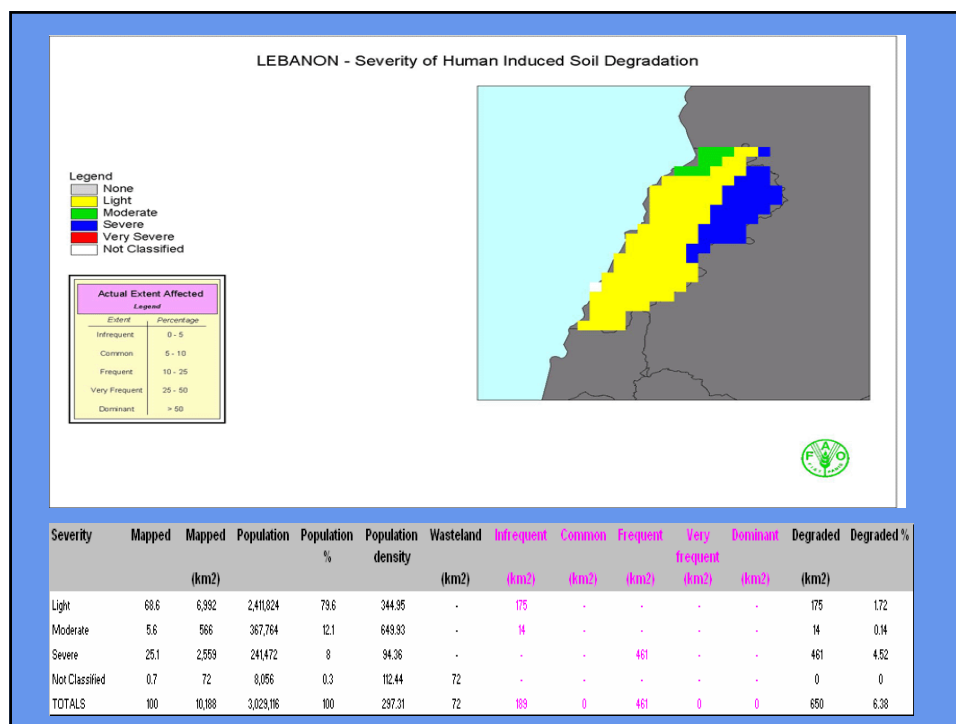 LEBANON - Severity of Human Induced Soil Degradation
Legend
None
Light
Moderate
Severe
Very Severe
Not Classified
Actual Extent Affected
Legend
Extent Percentage
Infrequent 0 - 5
Common 5 - 10
Frequent 10 - 25
Very Frequent 25 - 50
Dominant > 50
F A O
FIAT PANIS
Severity Mapped Mapped Population Population Population Wasteland Infrequent Common Frequent Very Dominant Degraded Degraded %
% density frequent
(km2) (km2) (km2) (km2) (km2) (km2) (km2) (km2)
Light 68.6 6,992 2,411,824 79.6 344.95 - 175 - - - - 175 1.72
Moderate 5.6 566 367,764 12.1 649.93 - 14 - - - - 14 0.14
Severe 25.1 2,559 241,472 8 94.36 - - - 461 - - 461 4.52
Not Classified 0.7 72 8,056 0.3 112.44 72 - - - - - 0 0
TOTALS 100 10,188 3,029,116 100 297.31 72 189 0 461 0 0 650 6.38